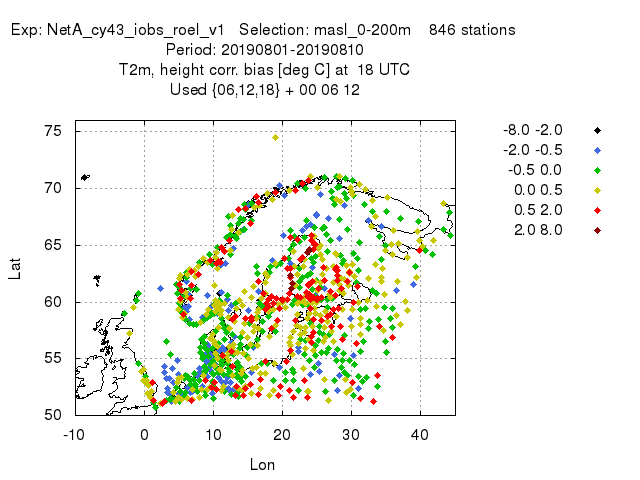 Exp: NetA_cy43_iobs_roel_v1 Selection: masl_0-200m 846 stations
Period: 20190801-20190810
T2m, height corr. bias [deg C] at 18 UTC
Used {06,12,18} + 00 06 12
75
70
65
60
55
50
-10 0 10 20 30 40
Lat
Lon
-8.0 -2.0
-2.0 -0.5
-0.5 0.0
0.0 0.5
0.5 2.0
2.0 8.0